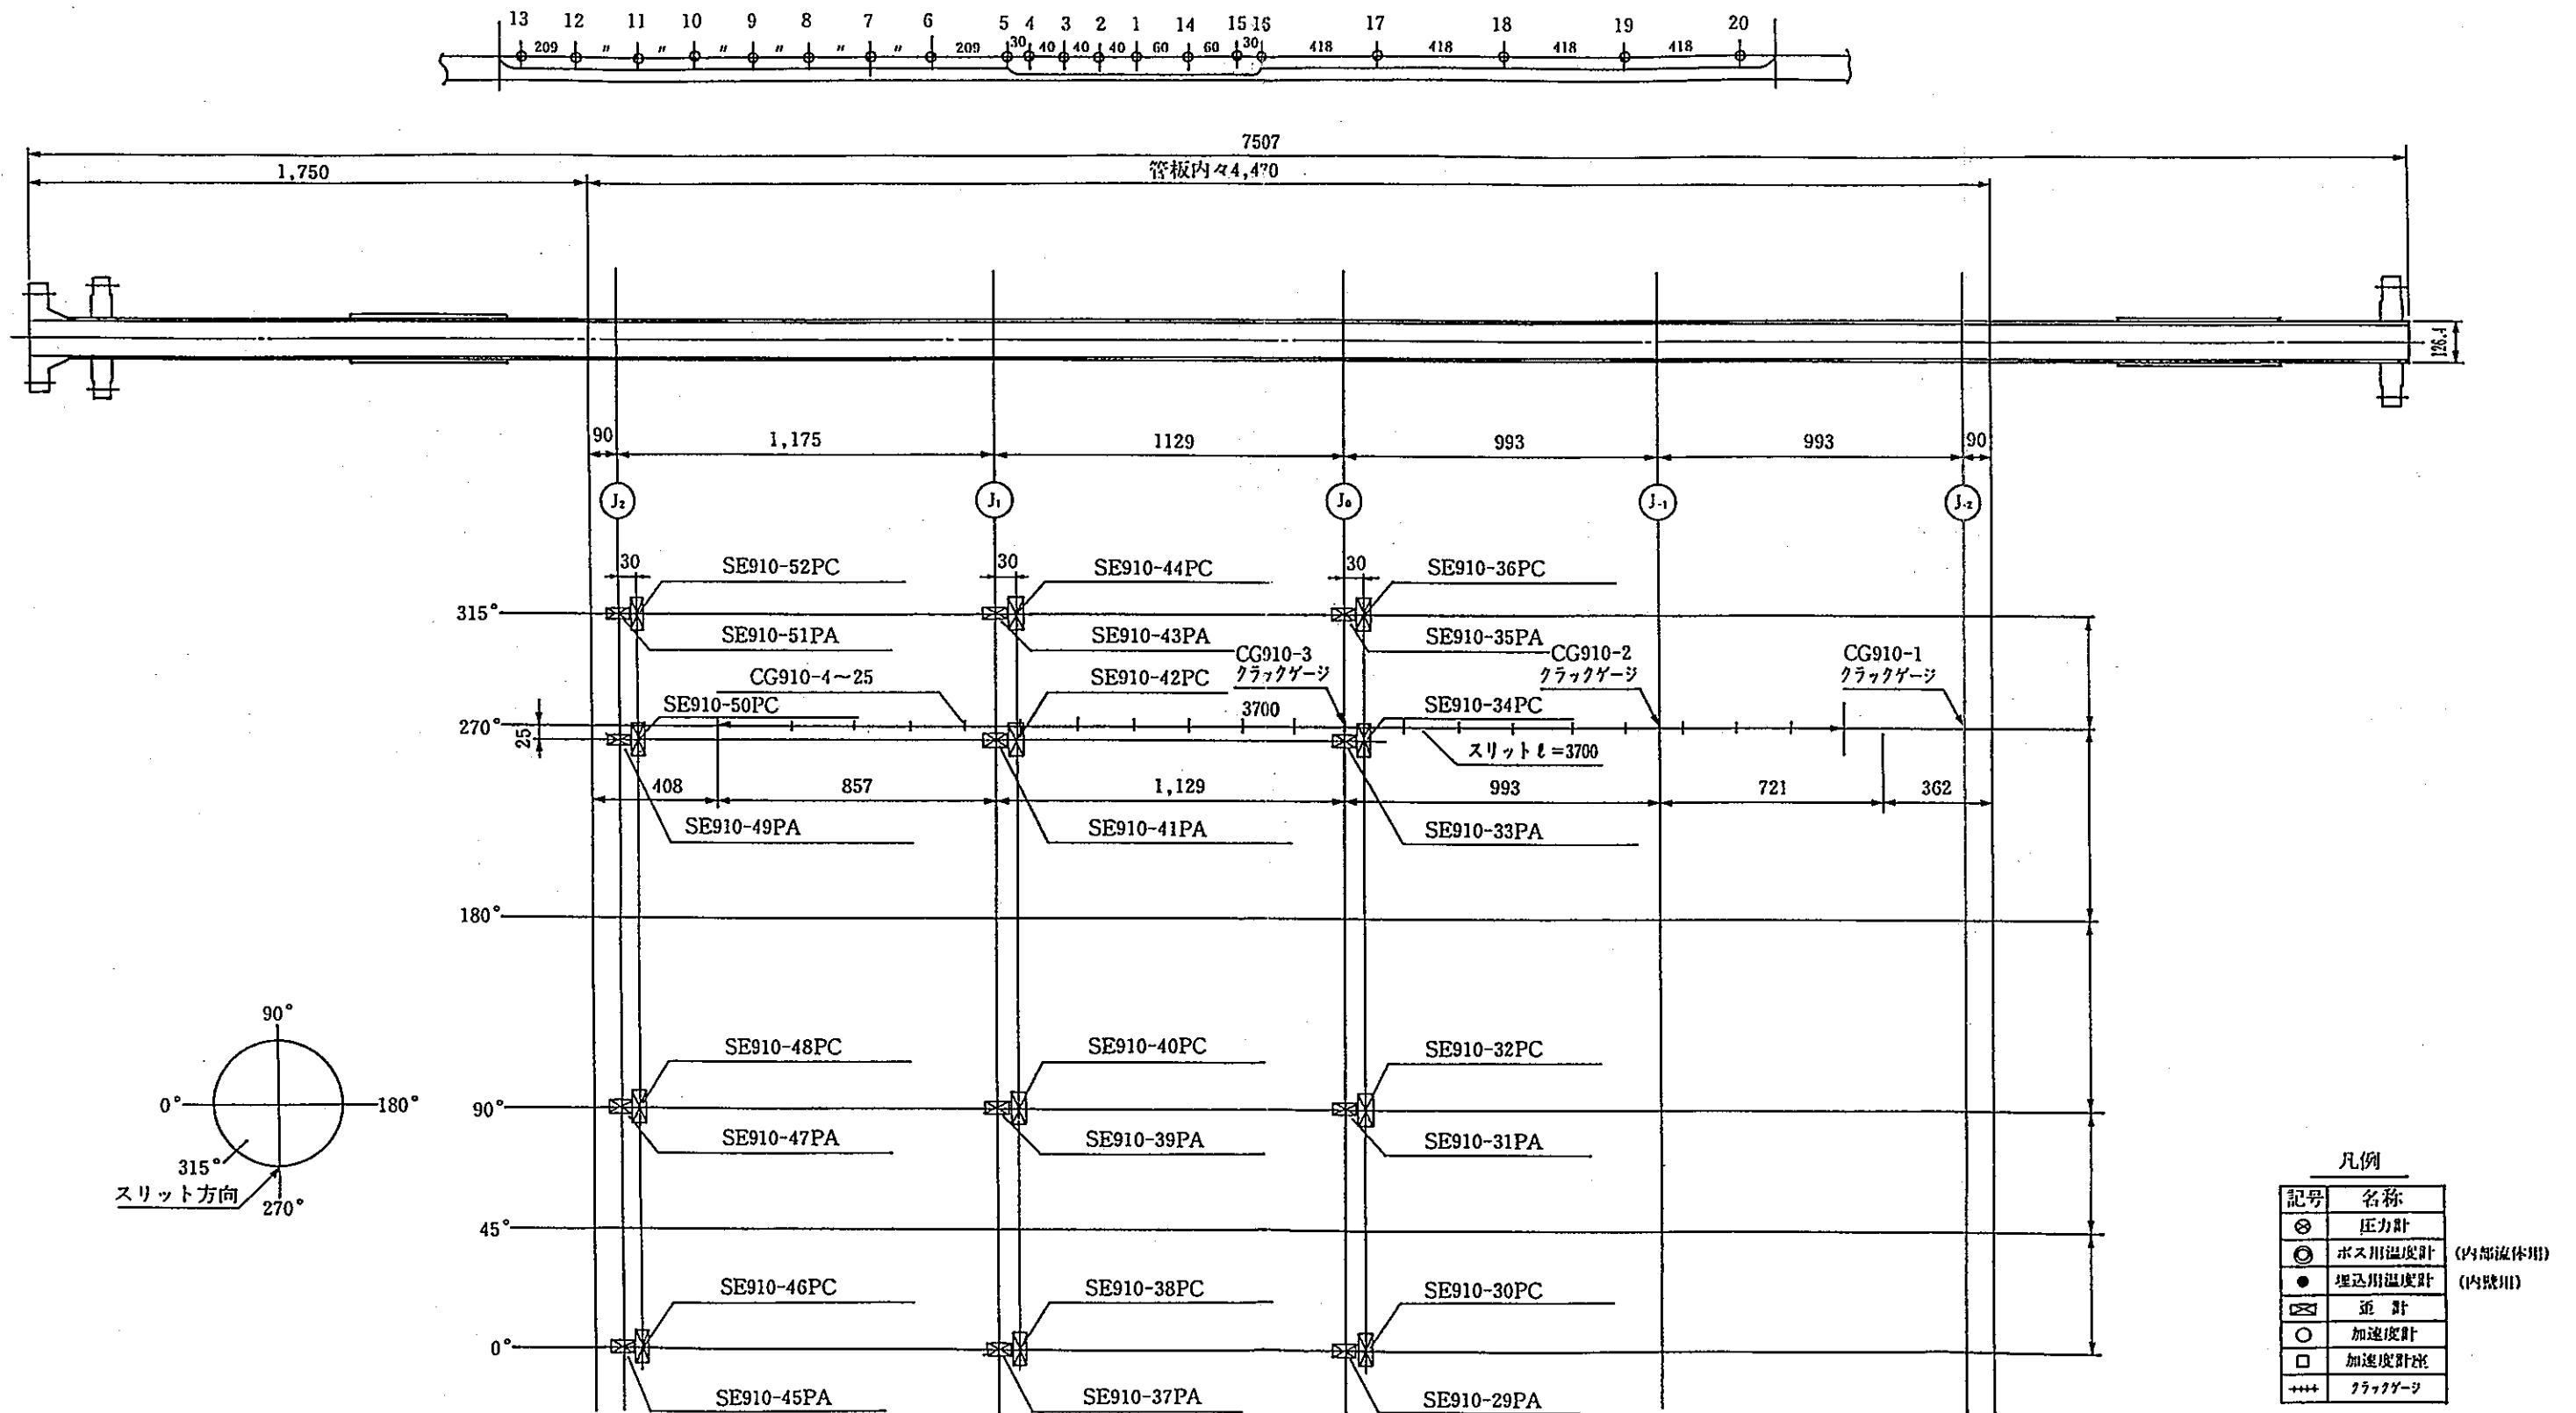 13 12 11 10 9 8 7 6 5 4 3 2 1 14 15 16 17 18 19 20
209 〃 〃 〃 〃 〃 〃 209 30 40 40 40 60 60 30 418 418 418 418
7507
1,750 管板内々4,470
126.4
90 1,175 1129 993 993 90
J2 J1 J0 J-1 J-2
30 SE910-52PC 30 SE910-44PC 30 SE910-36PC
315°
SE910-51PA SE910-43PA SE910-35PA
CG910-3 CG910-2 CG910-1
クラックゲージ クラックゲージ クラックゲージ
CG910-4〜25 SE910-42PC
SE910-50PC 3700 SE910-34PC
270°
25
スリット ℓ=3700
408 857 1,129 993 721 362
SE910-49PA SE910-41PA SE910-33PA
180°
SE910-48PC SE910-40PC SE910-32PC
90°
SE910-47PA SE910-39PA SE910-31PA
45°
SE910-46PC SE910-38PC SE910-30PC
0°
SE910-45PA SE910-37PA SE910-29PA
90°
0° 180°
315°
スリット方向
270°
凡例
記号 名称
圧力計
ボス用温度計 (内部流体用)
埋込用温度計 (内壁用)
歪計
加速度計
加速度計座
クラックゲージ